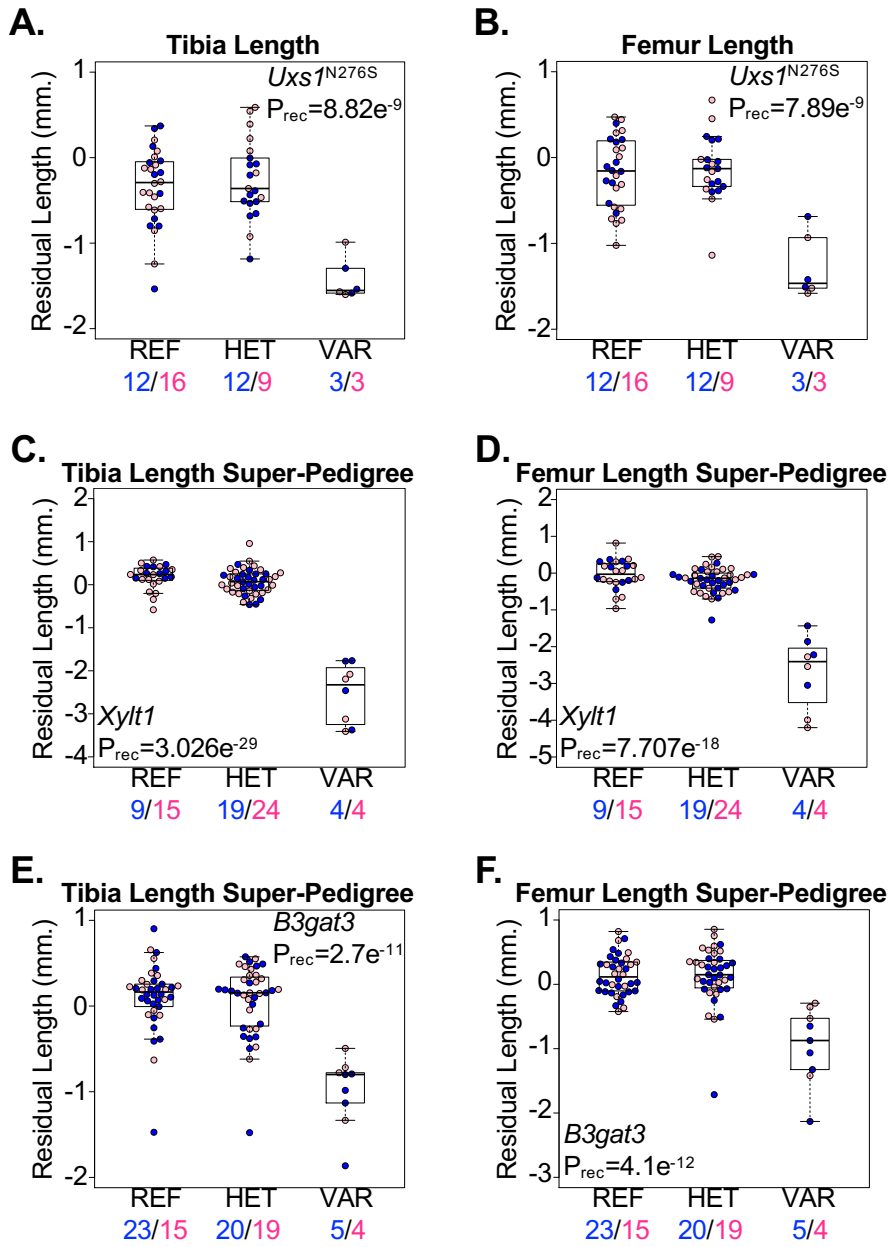 A.
Tibia Length
Uxs1N276S
Prec=8.82e-9
Residual Length (mm.)
1
0
-1
-2
REF HET VAR
12/16 12/9 3/3
B.
Femur Length
Uxs1N276S
Prec=7.89e-9
Residual Length (mm.)
1
0
-1
-2
REF HET VAR
12/16 12/9 3/3
C.
Tibia Length Super-Pedigree
Residual Length (mm.)
2
1
0
-1
-2
-3
-4
Xylt1
Prec=3.026e-29
REF HET VAR
9/15 19/24 4/4
D.
Femur Length Super-Pedigree
Residual Length (mm.)
2
1
0
-1
-2
-3
-4
-5
Xylt1
Prec=7.707e-18
REF HET VAR
9/15 19/24 4/4
E.
Tibia Length Super-Pedigree
B3gat3
Prec=2.7e-11
Residual Length (mm.)
1
0
-1
-2
REF HET VAR
23/15 20/19 5/4
F.
Femur Length Super-Pedigree
Residual Length (mm.)
1
0
-1
-2
-3
B3gat3
Prec=4.1e-12
REF HET VAR
23/15 20/19 5/4